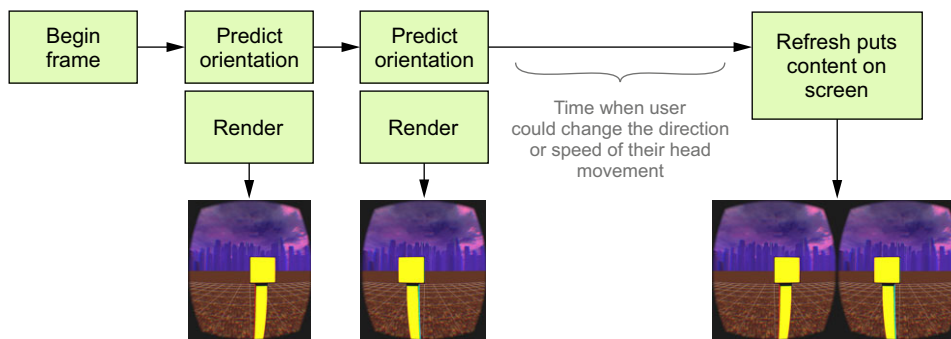 Begin
frame
Predict
orientation
Predict
orientation
Refresh puts
content on
screen
Render
Render
Time when user
could change the direction
or speed of their head
movement